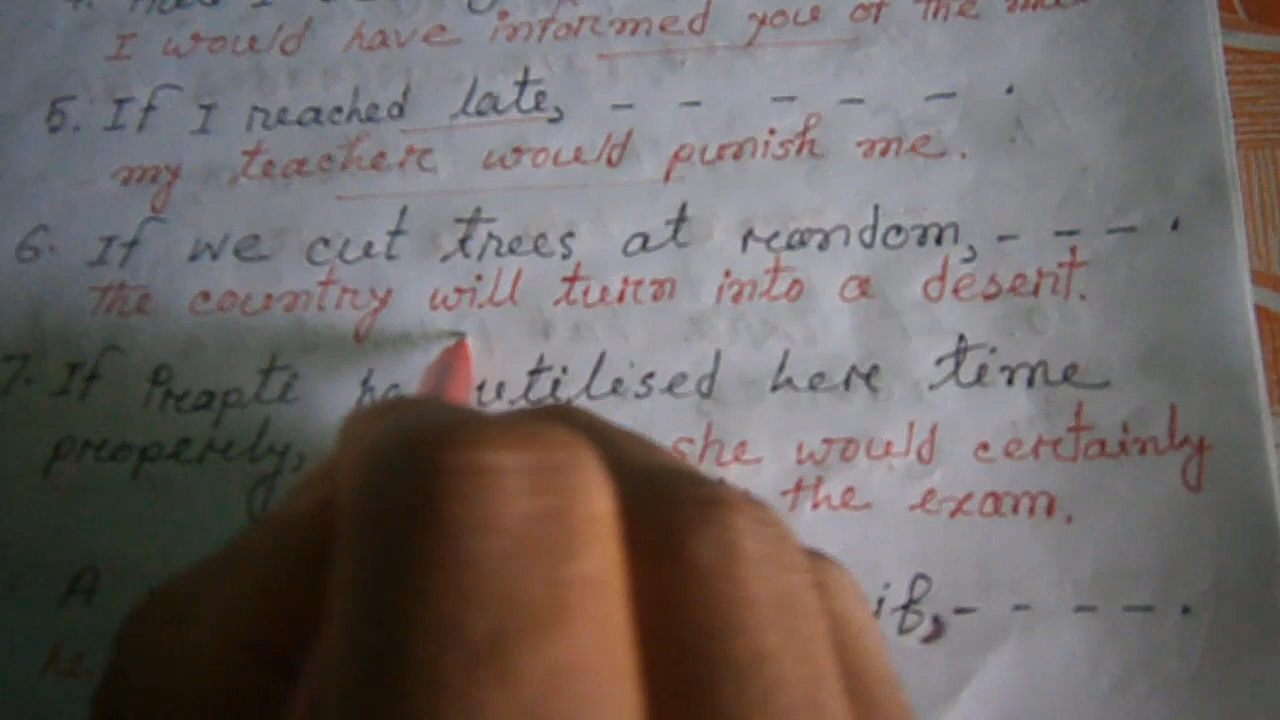 I would have informed you of the
5. If I reached late, - - - - - .
my teacher would punish me.
6. If we cut trees at random, - - - .
The country will turn into a desert.
7. If Preapti utilised here time
properly, she would certainly
the exam.
A if, - - - - .